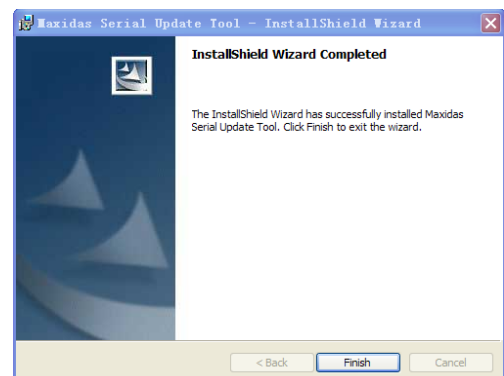 Maxidas Serial Update Tool - InstallShield Wizard
InstallShield Wizard Completed
The InstallShield Wizard has successfully installed Maxidas
Serial Update Tool. Click Finish to exit the wizard.
< Back Finish Cancel